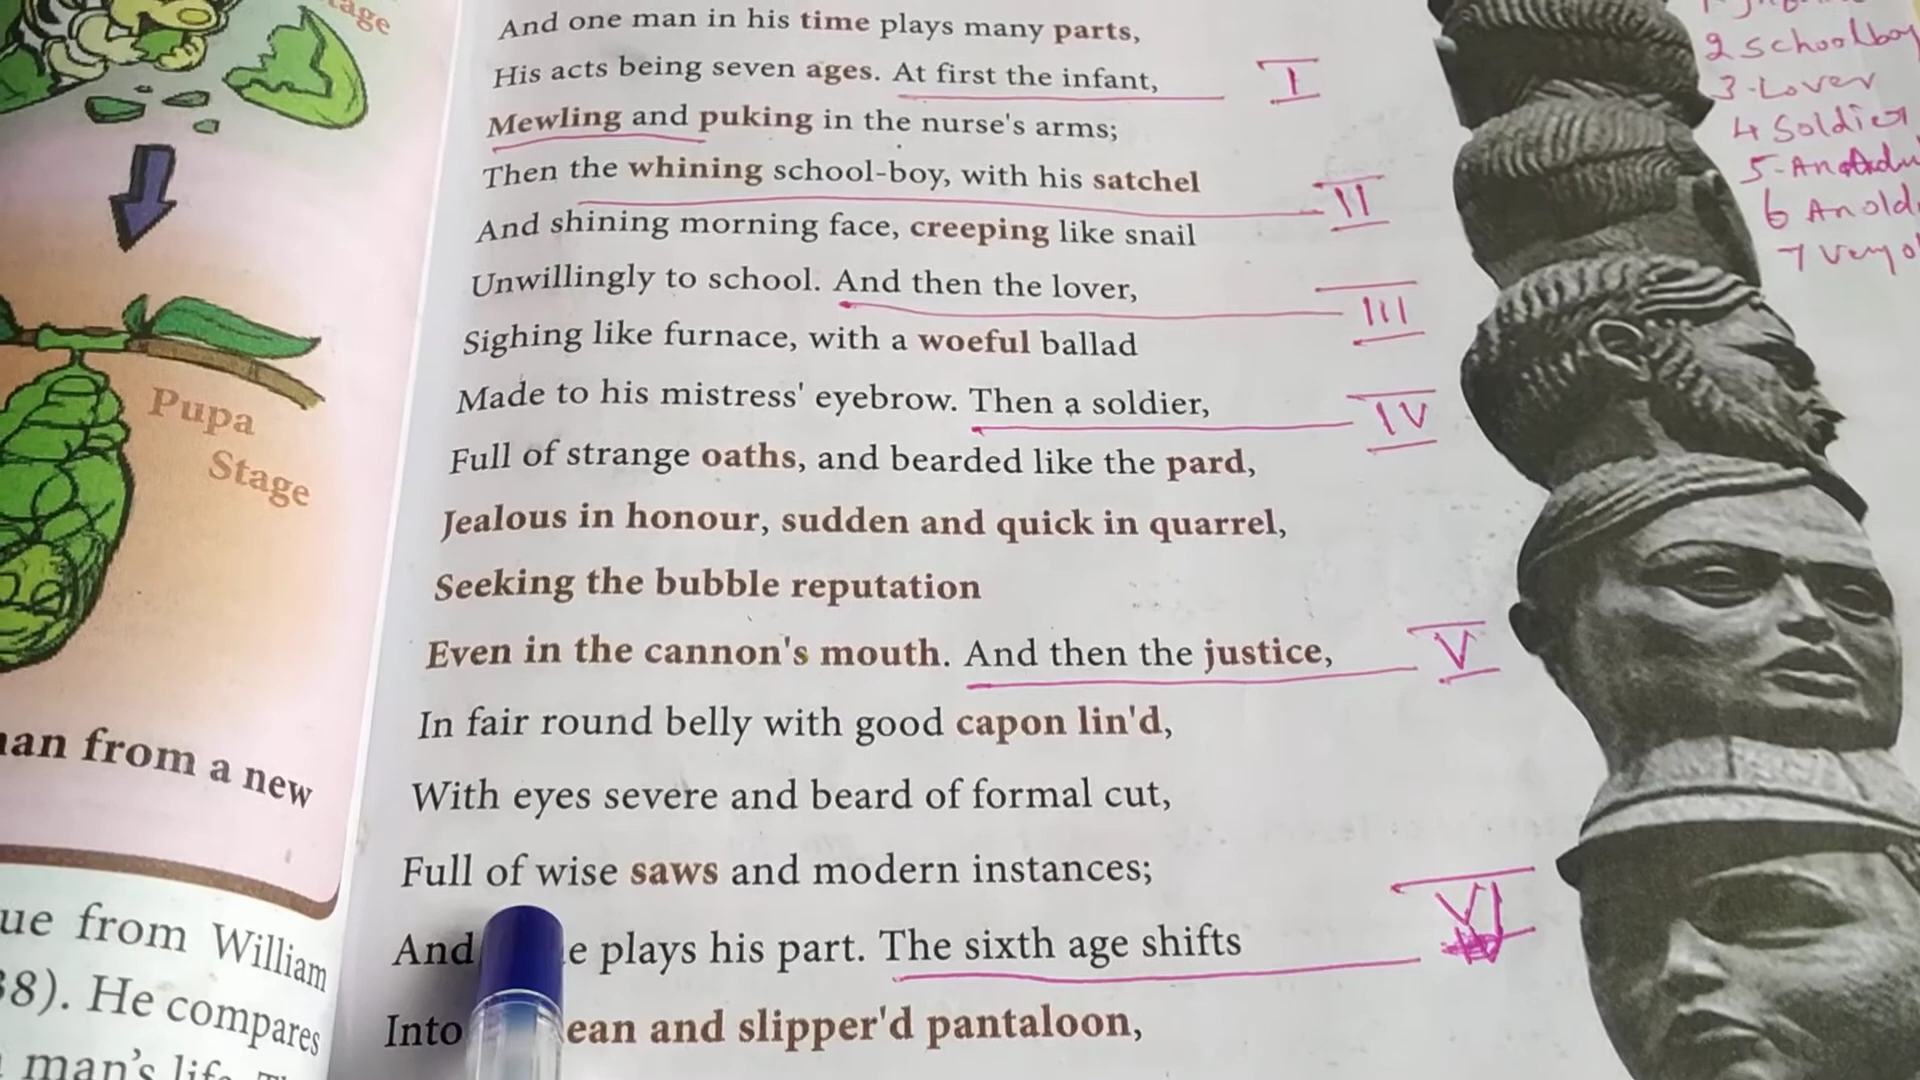 tage
Pupa
Stage
an from a new
ue from William
8). He compares
man's life.
And one man in his time plays many parts,
His acts being seven ages. At first the infant,
I
Mewling and puking in the nurse's arms;
Then the whining school-boy, with his satchel
II
And shining morning face, creeping like snail
Unwillingly to school. And then the lover,
III
Sighing like furnace, with a woeful ballad
Made to his mistress' eyebrow. Then a soldier,
IV
Full of strange oaths, and bearded like the pard,
Jealous in honour, sudden and quick in quarrel,
Seeking the bubble reputation
Even in the cannon's mouth. And then the justice,
V
In fair round belly with good capon lin'd,
With eyes severe and beard of formal cut,
Full of wise saws and modern instances;
And e plays his part. The sixth age shifts
VI
Into ean and slipper'd pantaloon,
2 Schoolboy
3-Lover
4 Soldier
6 An old
7 Very o